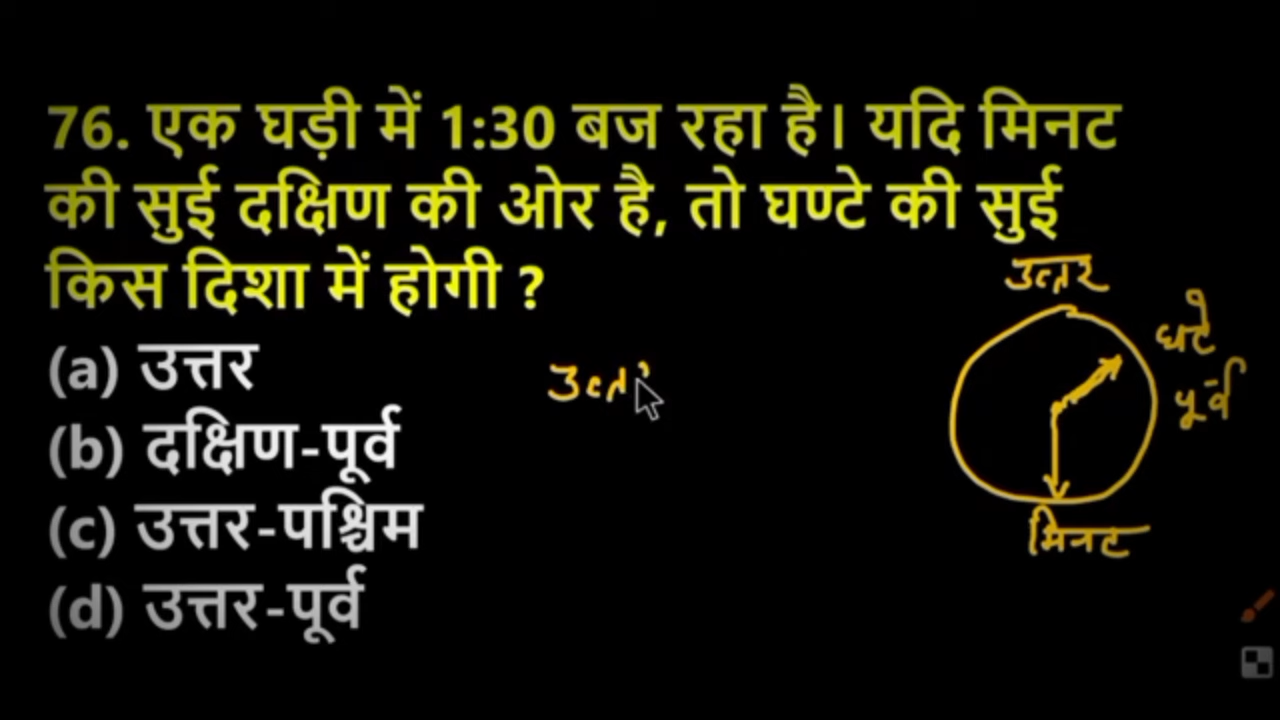 76. एक घड़ी में 1:30 बज रहा है। यदि मिनट
की सुई दक्षिण की ओर है, तो घण्टे की सुई
किस दिशा में होगी ?
(a) उत्तर
(b) दक्षिण-पूर्व
(c) उत्तर-पश्चिम
(d) उत्तर-पूर्व
उत्तर
घंटे
पूर्व
मिनट